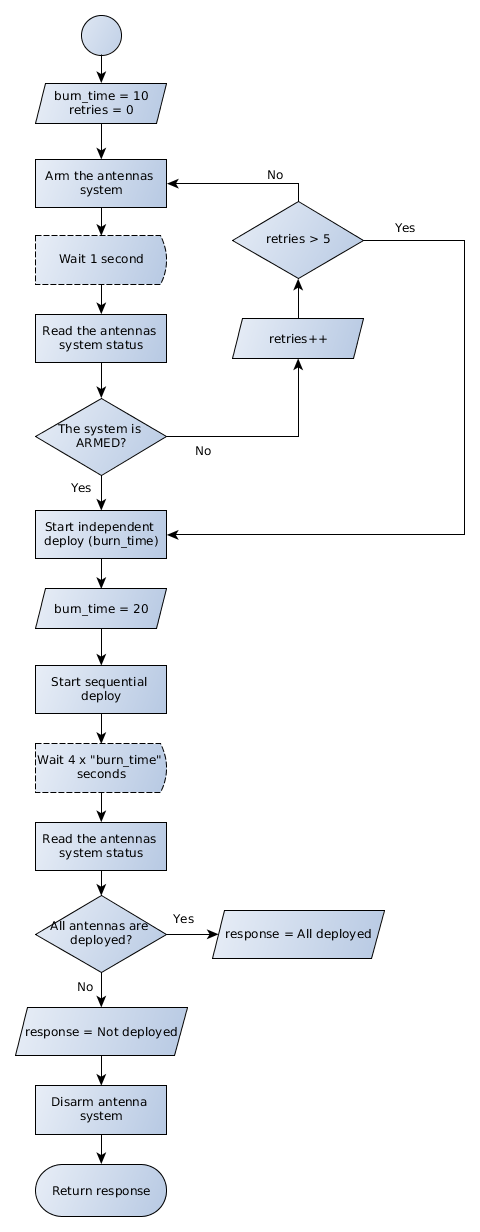 burn_time = 10
retries = 0
Arm the antennas
system
No
retries > 5
Yes
Wait 1 second
Read the antennas
system status
retries++
The system is
ARMED?
No
Yes
Start independent
deploy (burn_time)
burn_time = 20
Start sequential
deploy
Wait 4 x "burn_time"
seconds
Read the antennas
system status
All antennas are
deployed?
Yes
response = All deployed
No
response = Not deployed
Disarm antenna
system
Return response